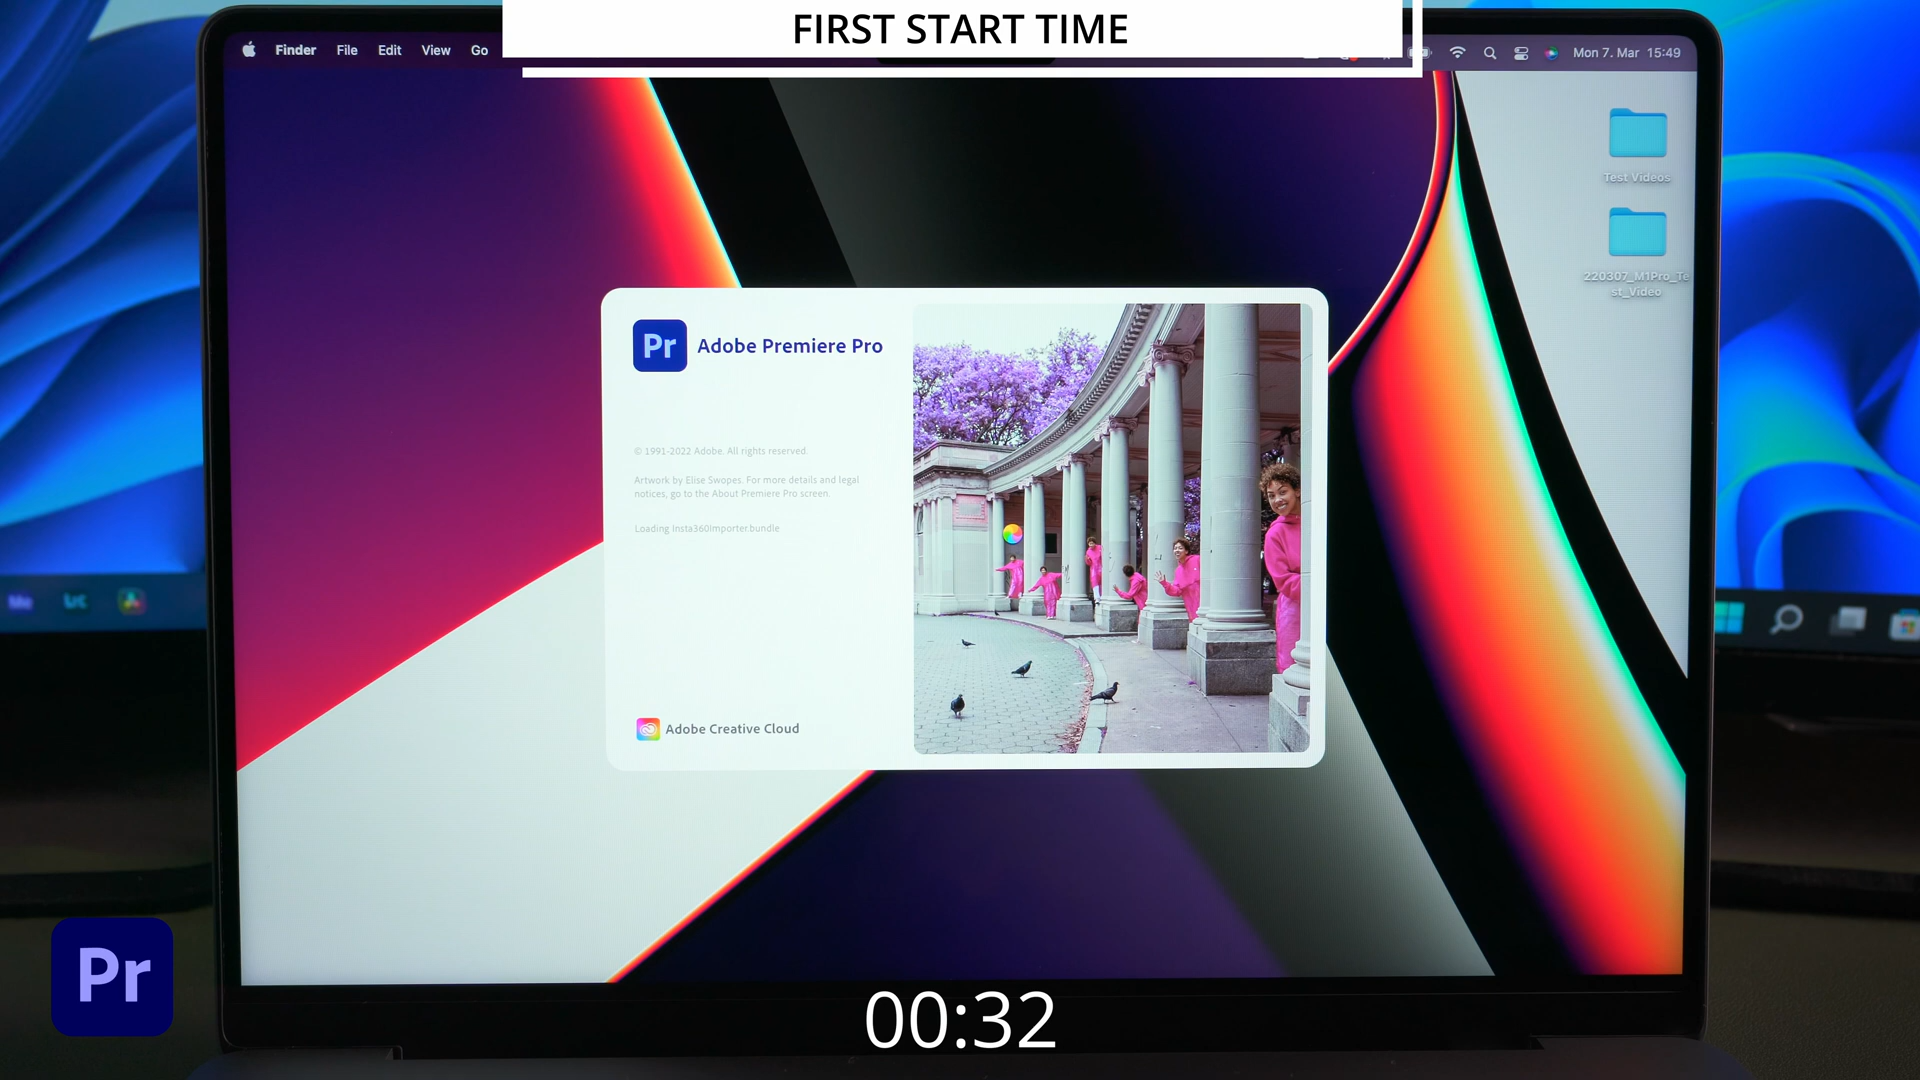 FIRST START TIME
Finder File Edit View Go
Mon 7. Mar 15:49
Test Videos
220307_M1Pro_Te
st_Video
Pr Adobe Premiere Pro
© 1991-2022 Adobe. All rights reserved.
Artwork by Elise Swopes. For more details and legal
notices, go to the About Premiere Pro screen.
Loading Insta360Importer.bundle
Adobe Creative Cloud
Me LrC
Pr
00:32